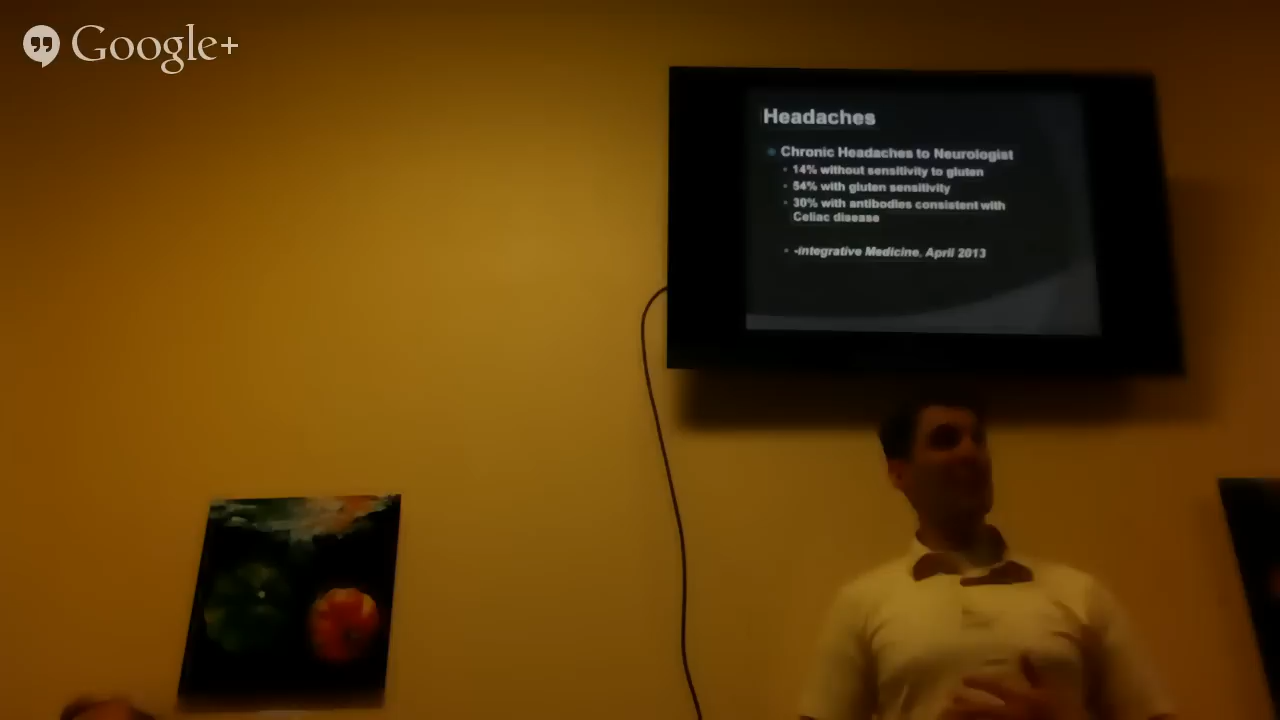 Google+
Headaches
Chronic Headaches to Neurologist
14% without sensitivity to gluten
54% with gluten sensitivity
30% with antibodies consistent with
Celiac disease
-integrative Medicine, April 2013